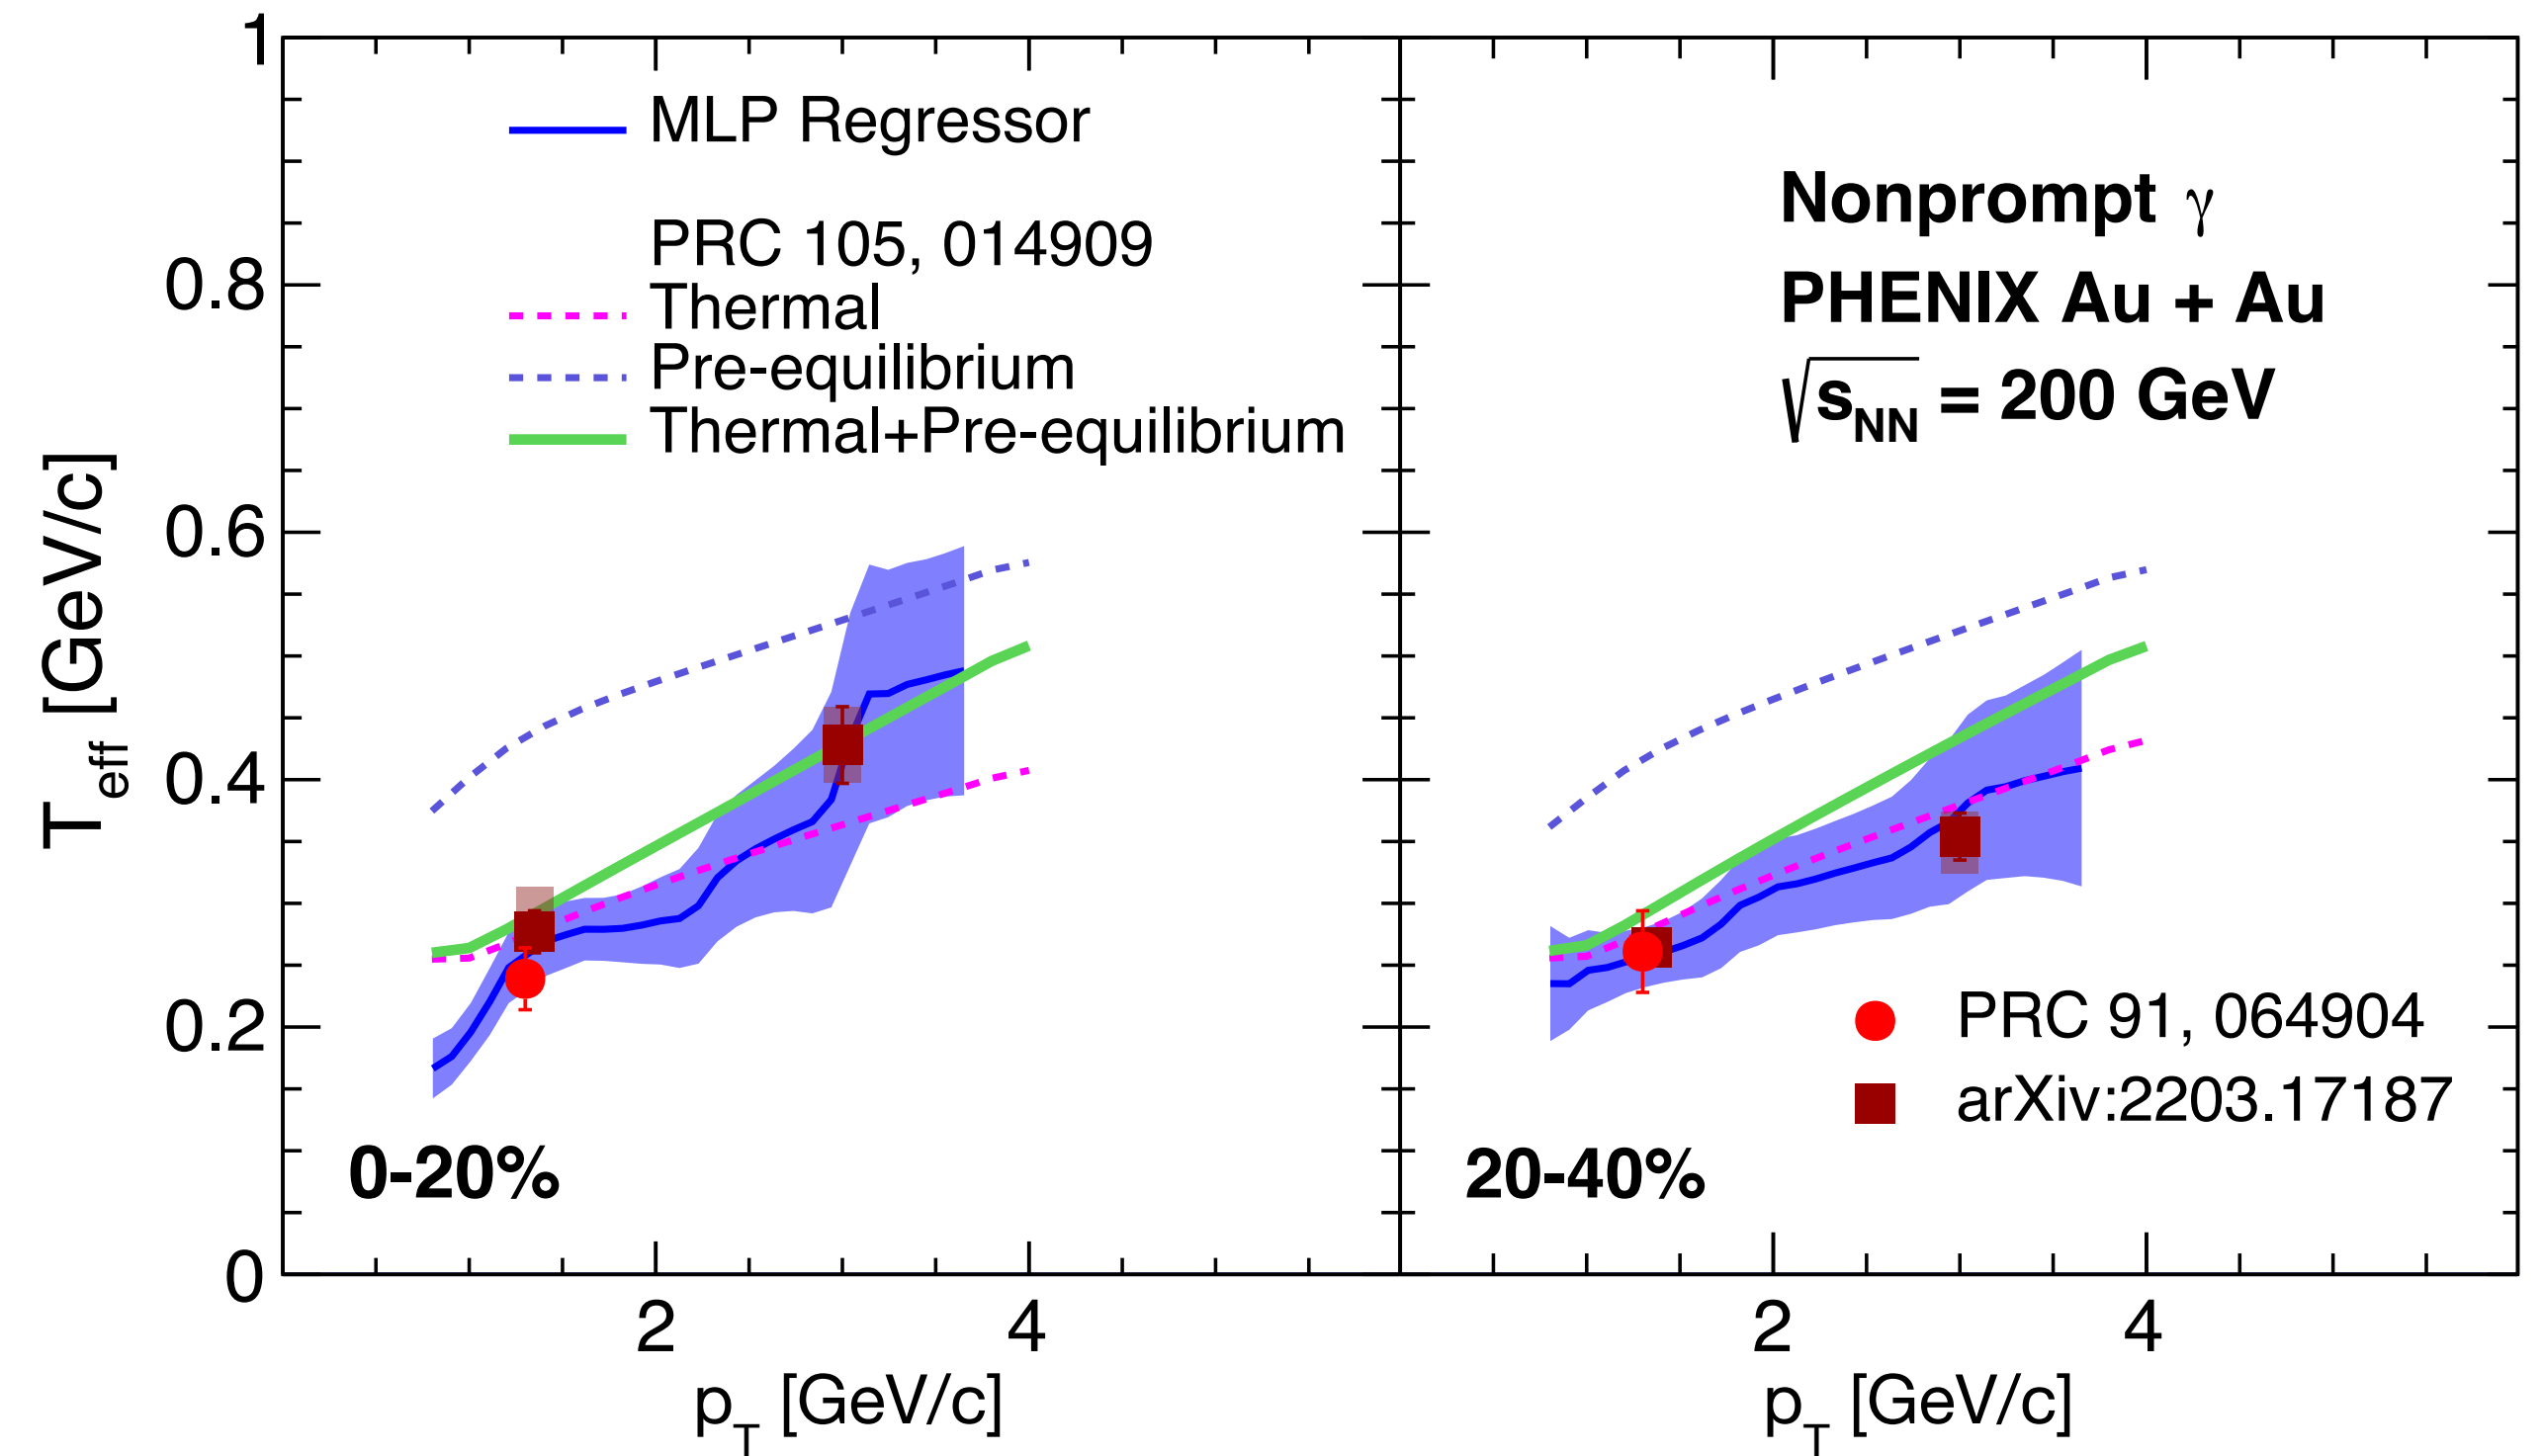 1
0.8
0.6
0.4
0.2
0
T_eff [GeV/c]
MLP Regressor
PRC 105, 014909
Thermal
Pre-equilibrium
Thermal+Pre-equilibrium
0-20%
2
4
p_T [GeV/c]
Nonprompt γ
PHENIX Au + Au
√s_NN = 200 GeV
PRC 91, 064904
arXiv:2203.17187
20-40%
2
4
p_T [GeV/c]